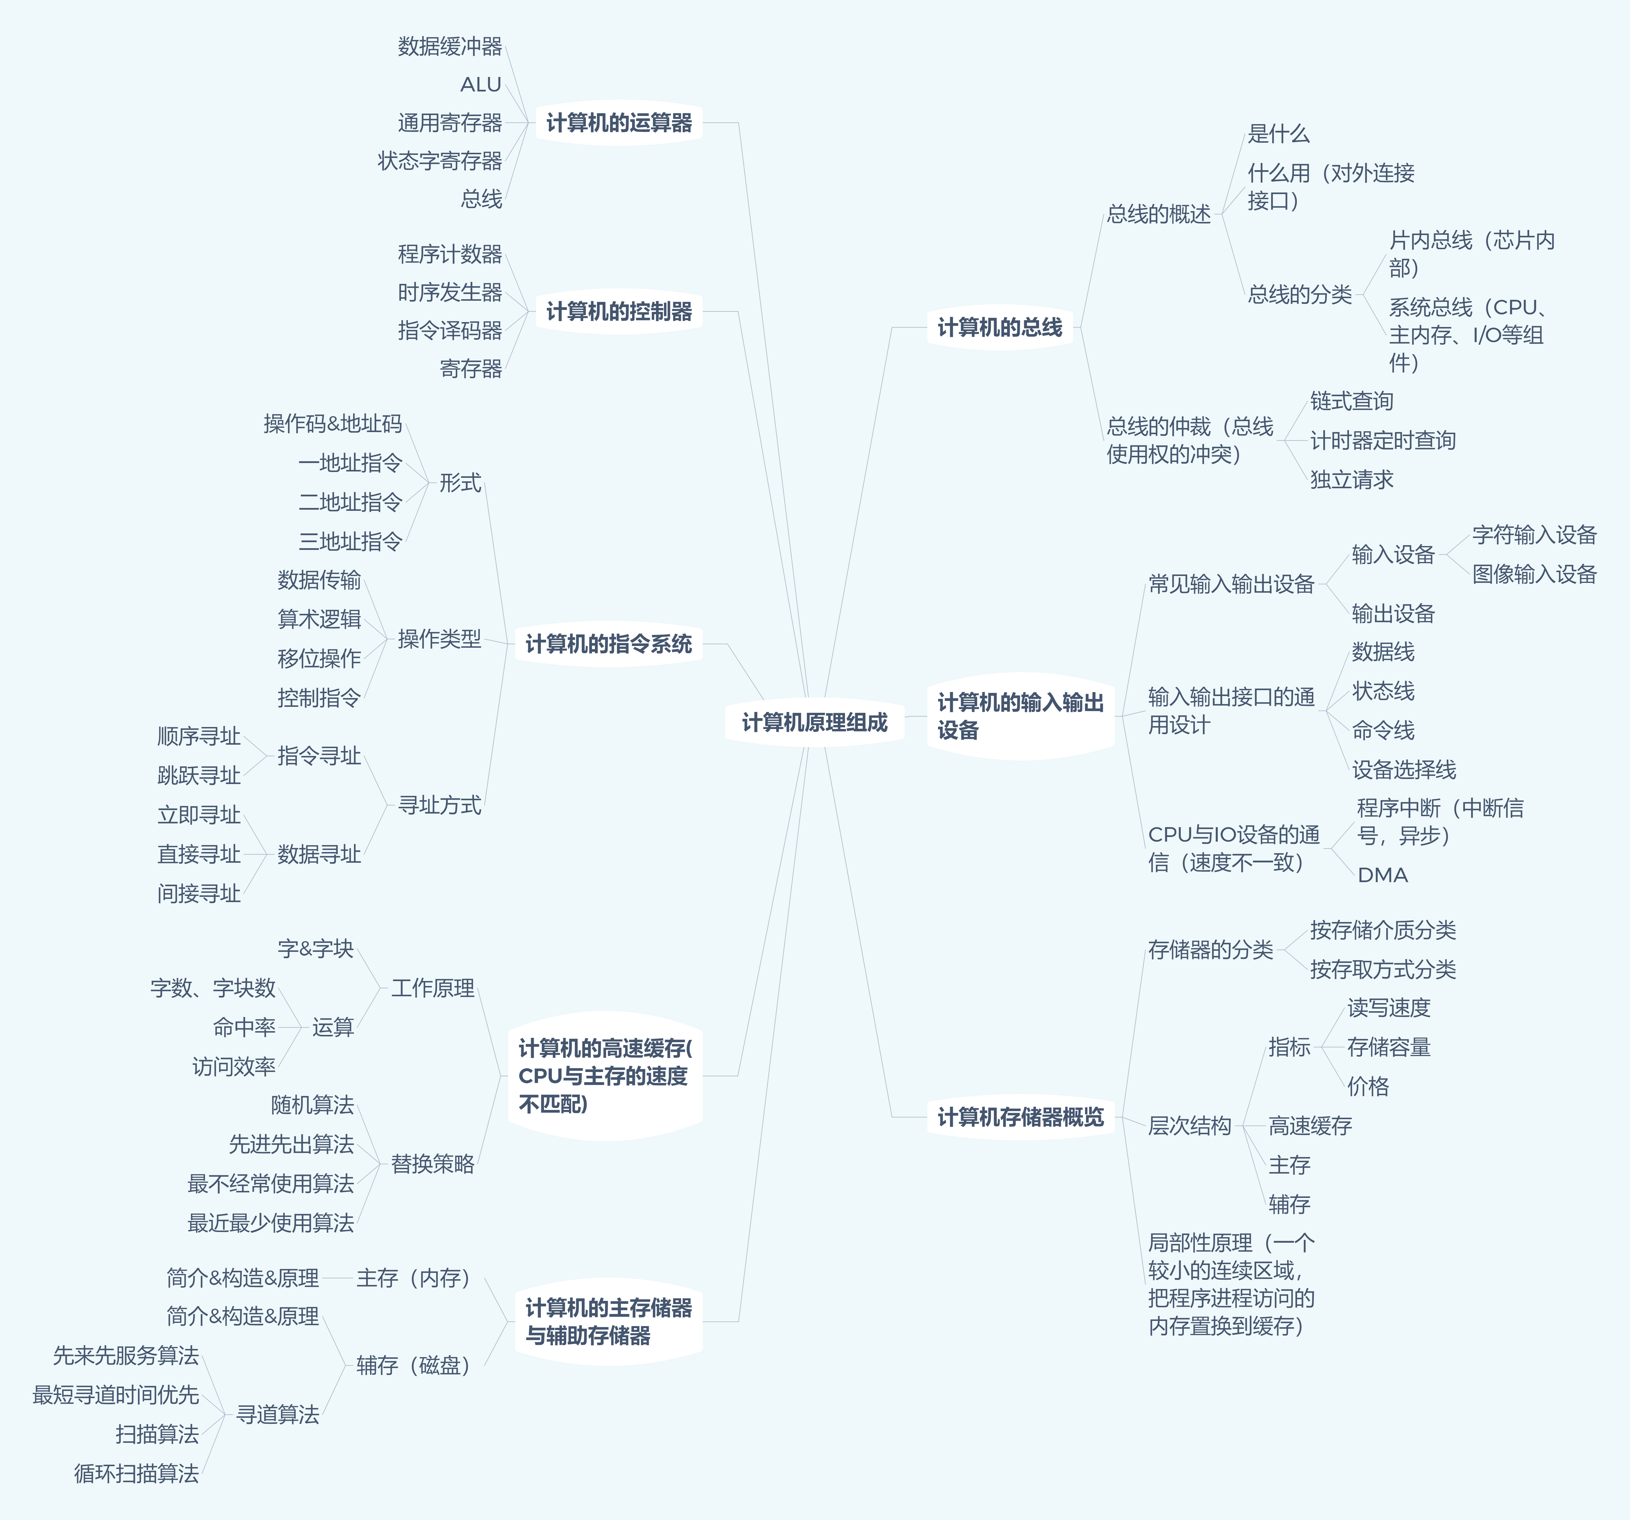 计算机原理组成
计算机的总线
总线的概述
是什么
什么用（对外连接
接口）
总线的分类
片内总线（芯片内
部）
系统总线（CPU、
主内存、I/O等组
件）
总线的仲裁（总线
使用权的冲突）
链式查询
计时器定时查询
独立请求
计算机的输入输出
设备
常见输入输出设备
输入设备
字符输入设备
图像输入设备
输出设备
输入输出接口的通
用设计
数据线
状态线
命令线
设备选择线
CPU与IO设备的通
信（速度不一致）
程序中断（中断信
号，异步）
DMA
计算机存储器概览
存储器的分类
按存储介质分类
按存取方式分类
层次结构
指标
读写速度
存储容量
价格
高速缓存
主存
辅存
局部性原理（一个
较小的连续区域，
把程序进程访问的
内存置换到缓存）
计算机的运算器
数据缓冲器
ALU
通用寄存器
状态字寄存器
总线
计算机的控制器
程序计数器
时序发生器
指令译码器
寄存器
计算机的指令系统
形式
操作码&地址码
一地址指令
二地址指令
三地址指令
操作类型
数据传输
算术逻辑
移位操作
控制指令
寻址方式
指令寻址
顺序寻址
跳跃寻址
数据寻址
立即寻址
直接寻址
间接寻址
计算机的高速缓存(
CPU与主存的速度
不匹配)
工作原理
字&字块
运算
字数、字块数
命中率
访问效率
替换策略
随机算法
先进先出算法
最不经常使用算法
最近最少使用算法
计算机的主存储器
与辅助存储器
主存（内存）
简介&构造&原理
辅存（磁盘）
简介&构造&原理
寻道算法
先来先服务算法
最短寻道时间优先
扫描算法
循环扫描算法